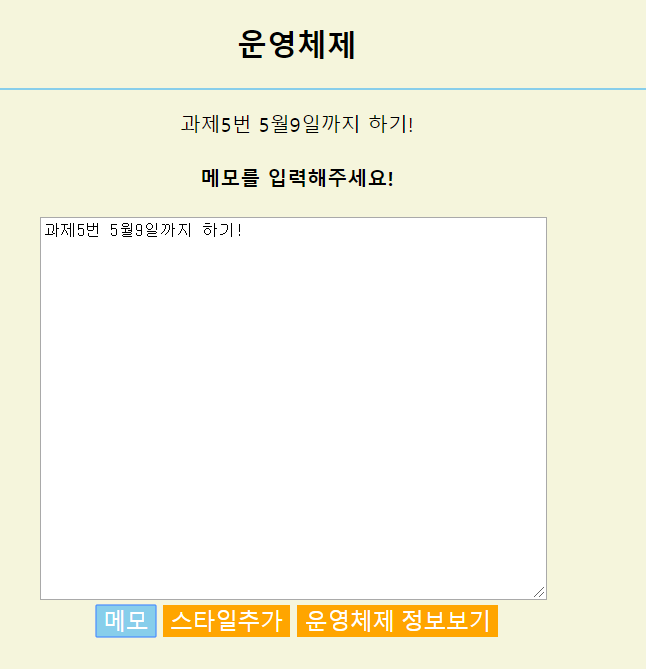 운영체제
과제5번 5월9일까지 하기!
메모를 입력해주세요!
과제5번 5월9일까지 하기!
메모 스타일추가 운영체제 정보보기